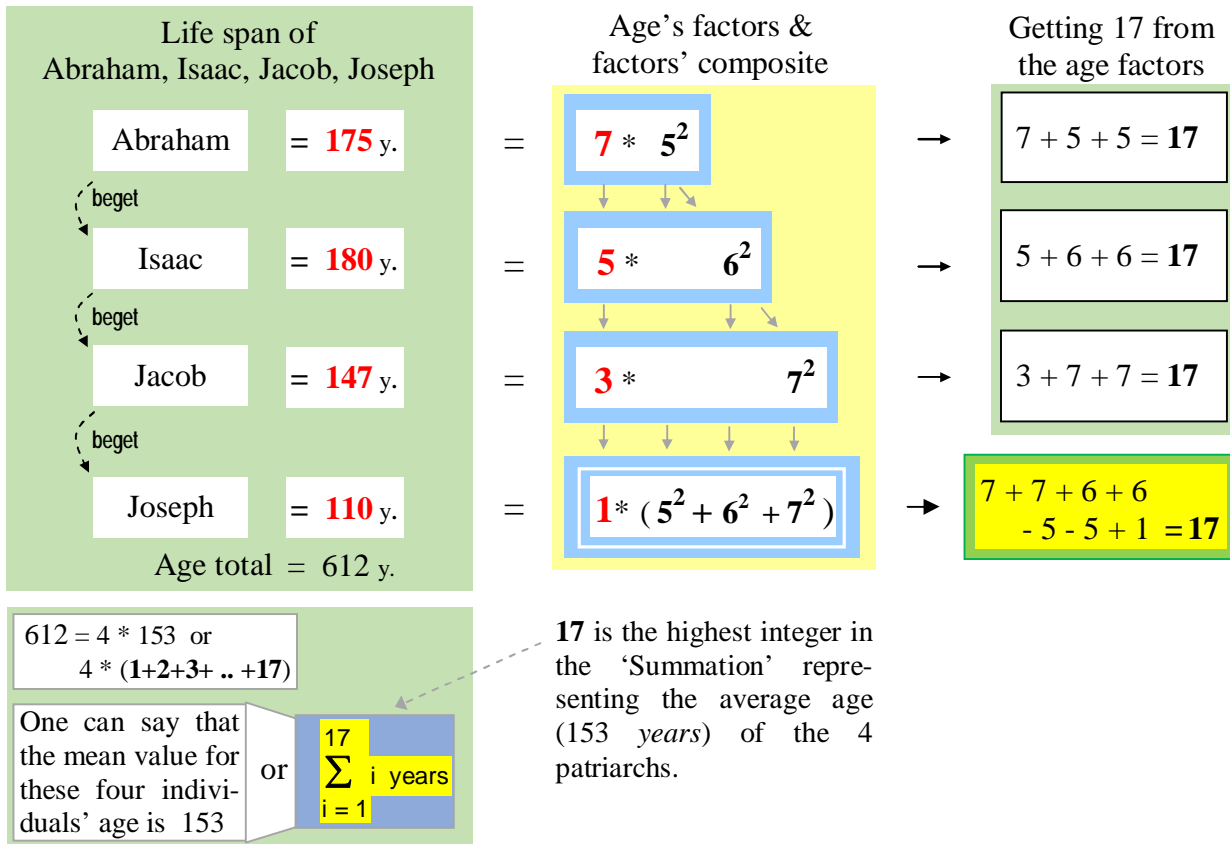 Life span of
Abraham, Isaac, Jacob, Joseph
Age’s factors &
factors’ composite
Getting 17 from
the age factors
Abraham = 175 y. = 7 * 5² → 7 + 5 + 5 = 17
beget
Isaac = 180 y. = 5 * 6² → 5 + 6 + 6 = 17
beget
Jacob = 147 y. = 3 * 7² → 3 + 7 + 7 = 17
beget
Joseph = 110 y. = 1* ( 5² + 6² + 7² ) → 7 + 7 + 6 + 6
- 5 - 5 + 1 = 17
Age total = 612 y.
612 = 4 * 153 or
4 * (1+2+3+ .. +17)
One can say that
the mean value for
these four indivi-
duals’ age is 153
or
17
Σ i years
i = 1
17 is the highest integer in
the ‘Summation’ repre-
senting the average age
(153 years) of the 4
patriarchs.